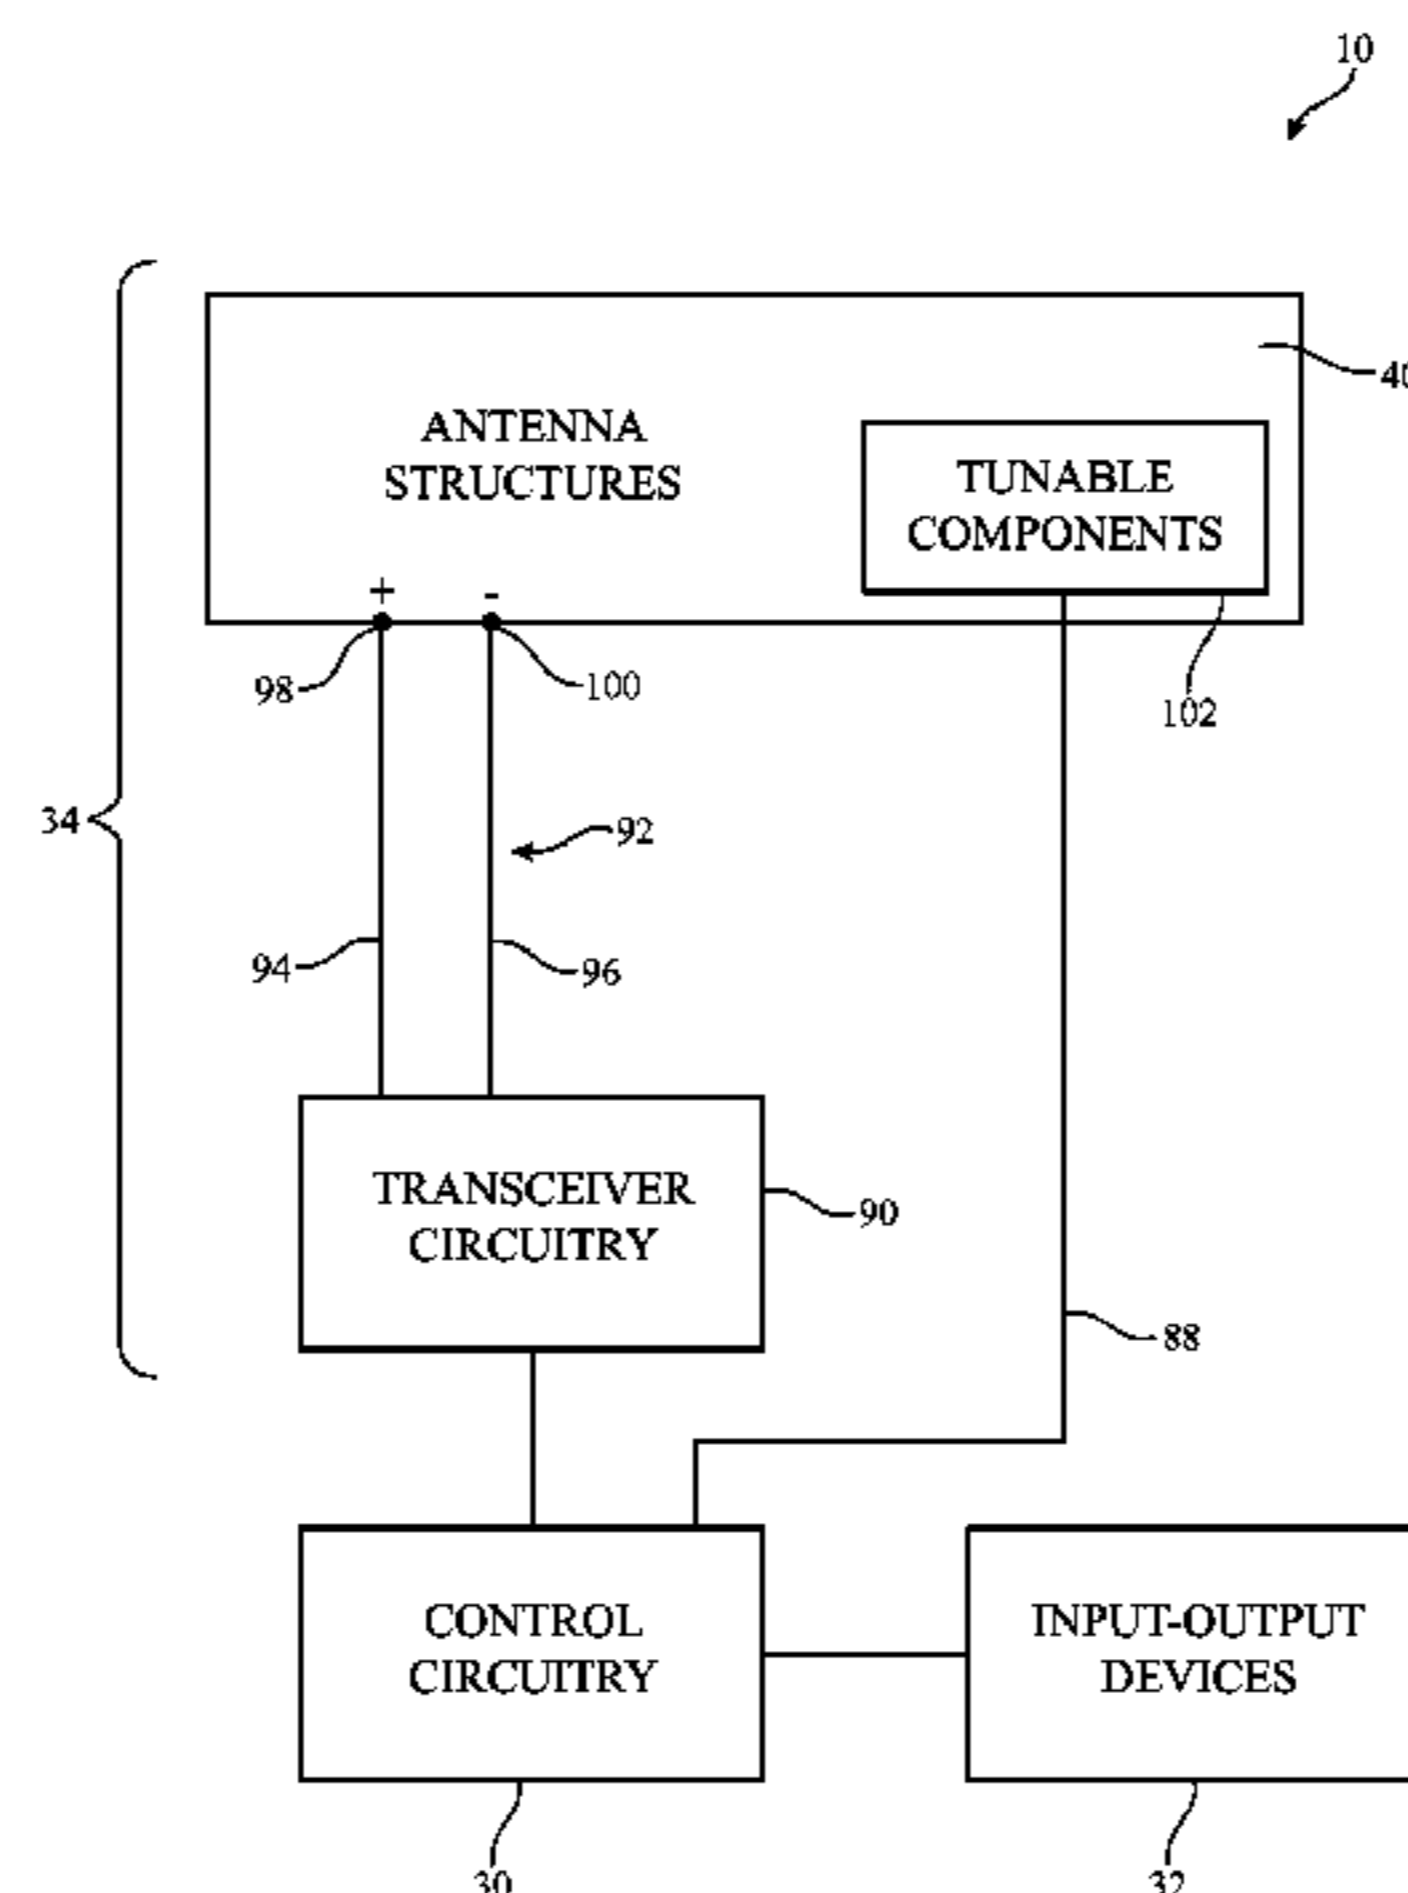 10
40
ANTENNA
STRUCTURES
TUNABLE
COMPONENTS
+
-
98
100
102
34
92
94
96
TRANSCEIVER
CIRCUITRY
90
88
CONTROL
CIRCUITRY
INPUT-OUTPUT
DEVICES
30
32